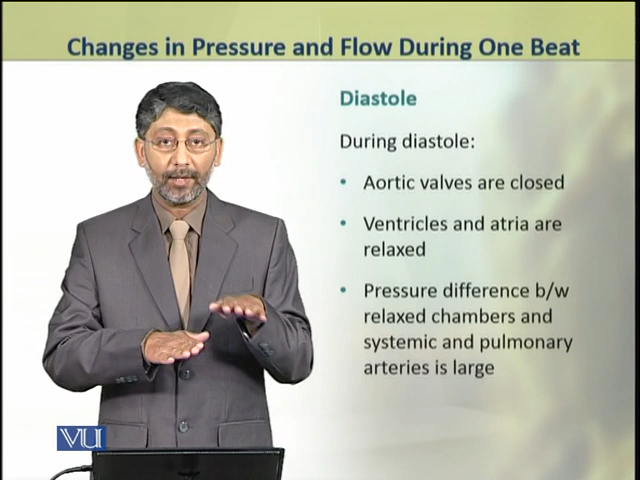 Changes in Pressure and Flow During One Beat
Diastole
During diastole:
• Aortic valves are closed
• Ventricles and atria are
relaxed
• Pressure difference b/w
relaxed chambers and
systemic and pulmonary
arteries is large
VU